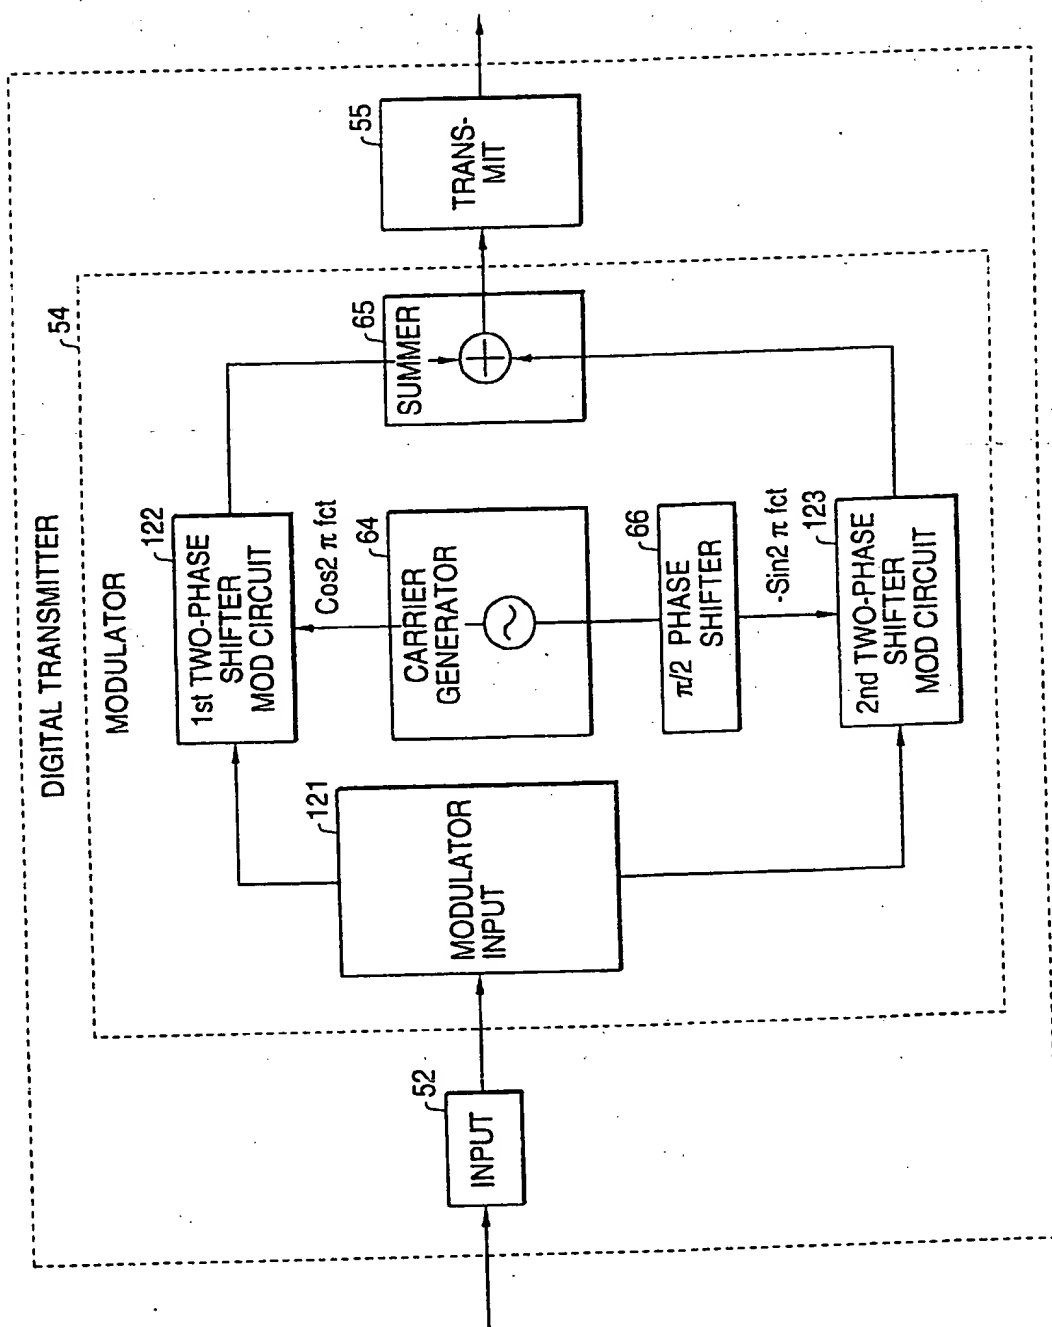 DIGITAL TRANSMITTER
54
MODULATOR
52
INPUT
121
MODULATOR
INPUT
122
1st TWO-PHASE
SHIFTER
MOD CIRCUIT
Cos2 π fct
64
CARRIER
GENERATOR
66
π/2 PHASE
SHIFTER
-Sin2 π fct
123
2nd TWO-PHASE
SHIFTER
MOD CIRCUIT
65
SUMMER
55
TRANS-
MIT